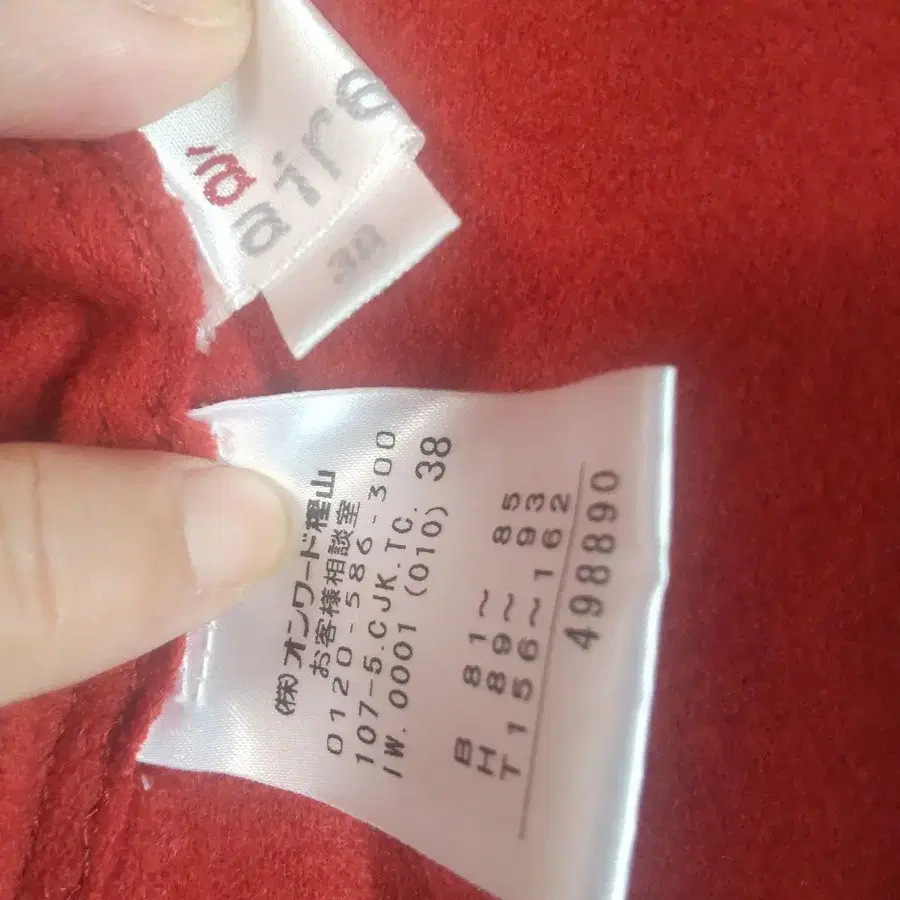 aire
38
(株)オンワード樫山
お客様相談室
0120-586-300
107-5.CJK.TC.
IW.0001 (010) 38
B 81～85
H 89～93
T 156～162
498890